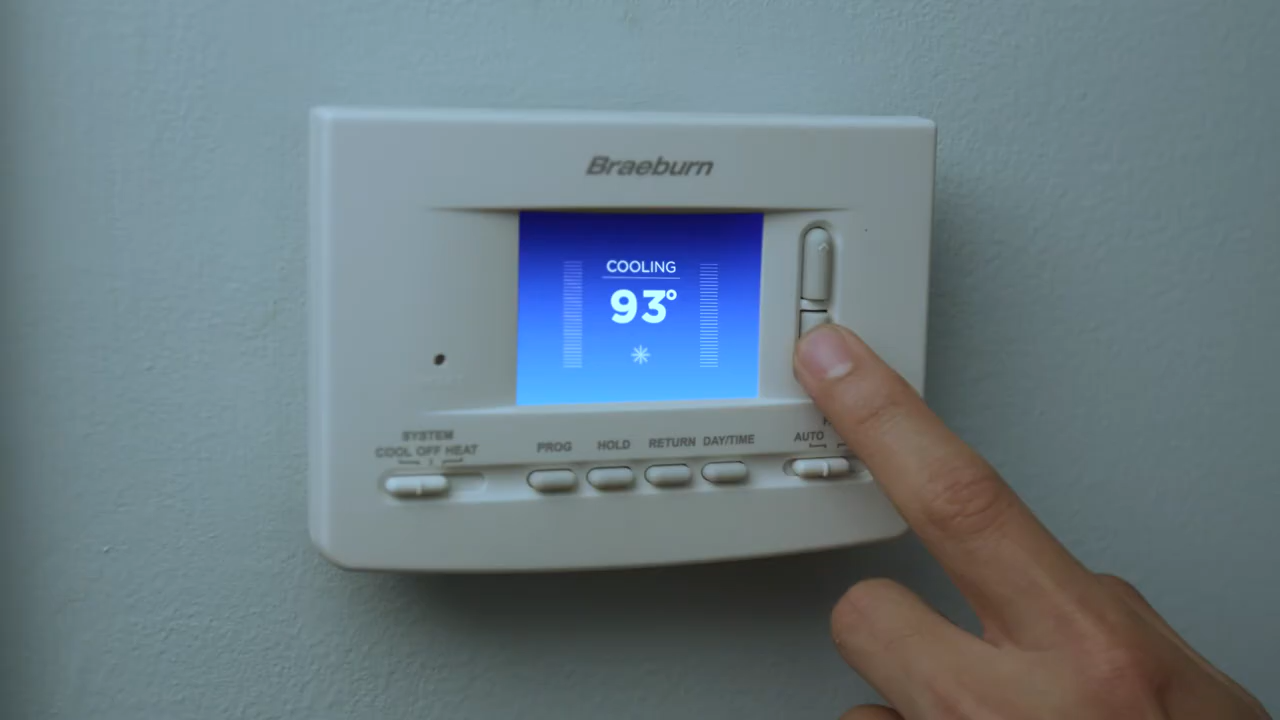 Braeburn
COOLING
93°
SYSTEM
COOL OFF HEAT
PROG HOLD RETURN DAY/TIME
AUTO